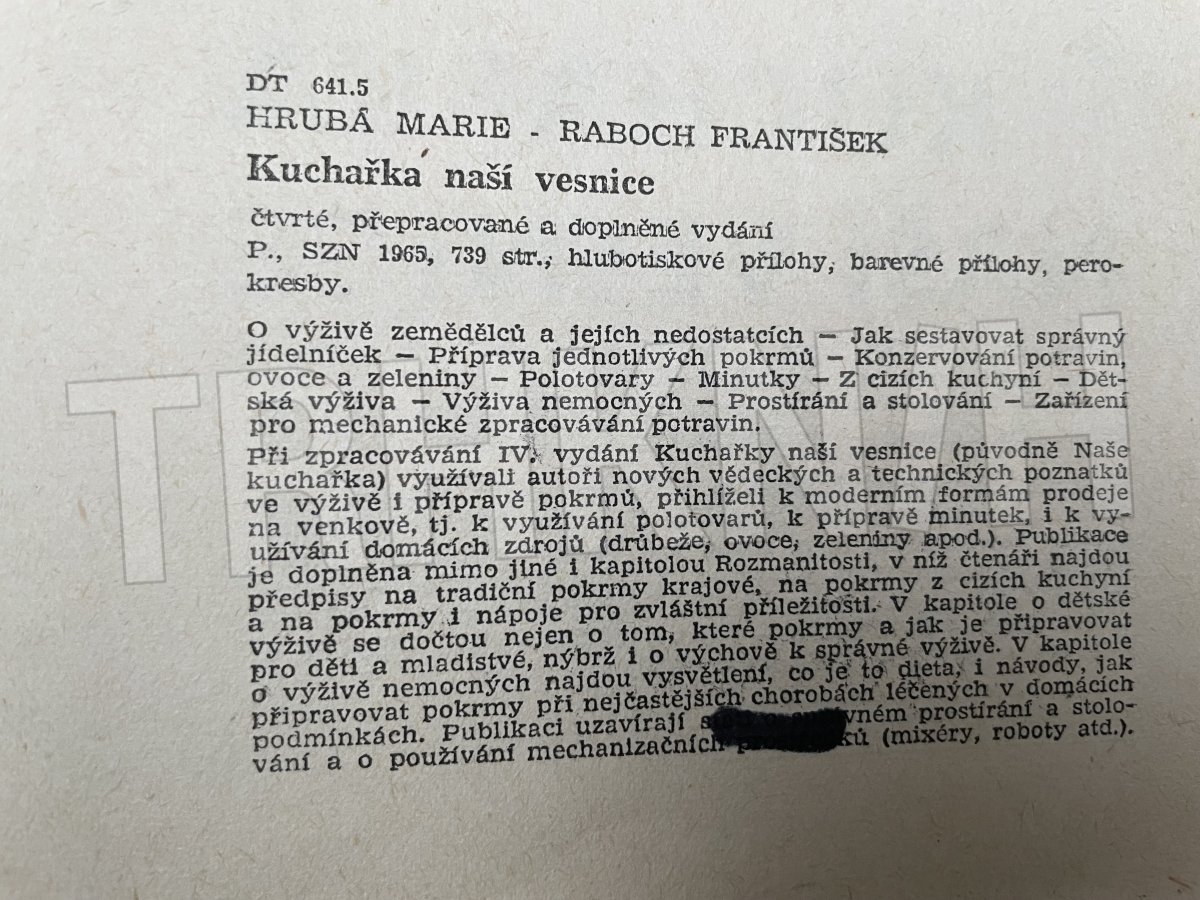 DT 641.5
HRUBÁ MARIE - RABOCH FRANTIŠEK
Kuchařka naší vesnice
čtvrté, přepracované a doplněné vydání
P., SZN 1965, 739 str., hlubotiskové přílohy, barevné přílohy, pero-
kresby.
O výživě zemědělců a jejích nedostatcích — Jak sestavovat správný
jídelníček — Příprava jednotlivých pokrmů — Konzervování potravin,
ovoce a zeleniny — Polotovary — Minutky — Z cizích kuchyní — Dět-
ská výživa — Výživa nemocných — Prostírání a stolování — Zařízení
pro mechanické zpracovávání potravin.
Při zpracovávání IV. vydání Kuchařky naší vesnice (původně Naše
kuchařka) využívali autoři nových vědeckých a technických poznatků
ve výživě i přípravě pokrmů, přihlíželi k moderním formám prodeje
na venkově, tj. k využívání polotovarů, k přípravě minutek, i k vy-
užívání domácích zdrojů (drůbeže, ovoce, zeleniny apod.). Publikace
je doplněna mimo jiné i kapitolou Rozmanitosti, v níž čtenáři najdou
předpisy na tradiční pokrmy krajové, na pokrmy z cizích kuchyní
a na pokrmy i nápoje pro zvláštní příležitosti. V kapitole o dětské
výživě se dočtou nejen o tom, které pokrmy a jak je připravovat
pro děti a mladistvé, nýbrž i o výchově k správné výživě. V kapitole
o výživě nemocných najdou vysvětlení, co je to dieta, i návody, jak
připravovat pokrmy při nejčastějších chorobách léčených v domácích
podmínkách. Publikaci uzavírají prostírání a stolo-
vání a o používání mechanizačních (mixéry, roboty atd.).